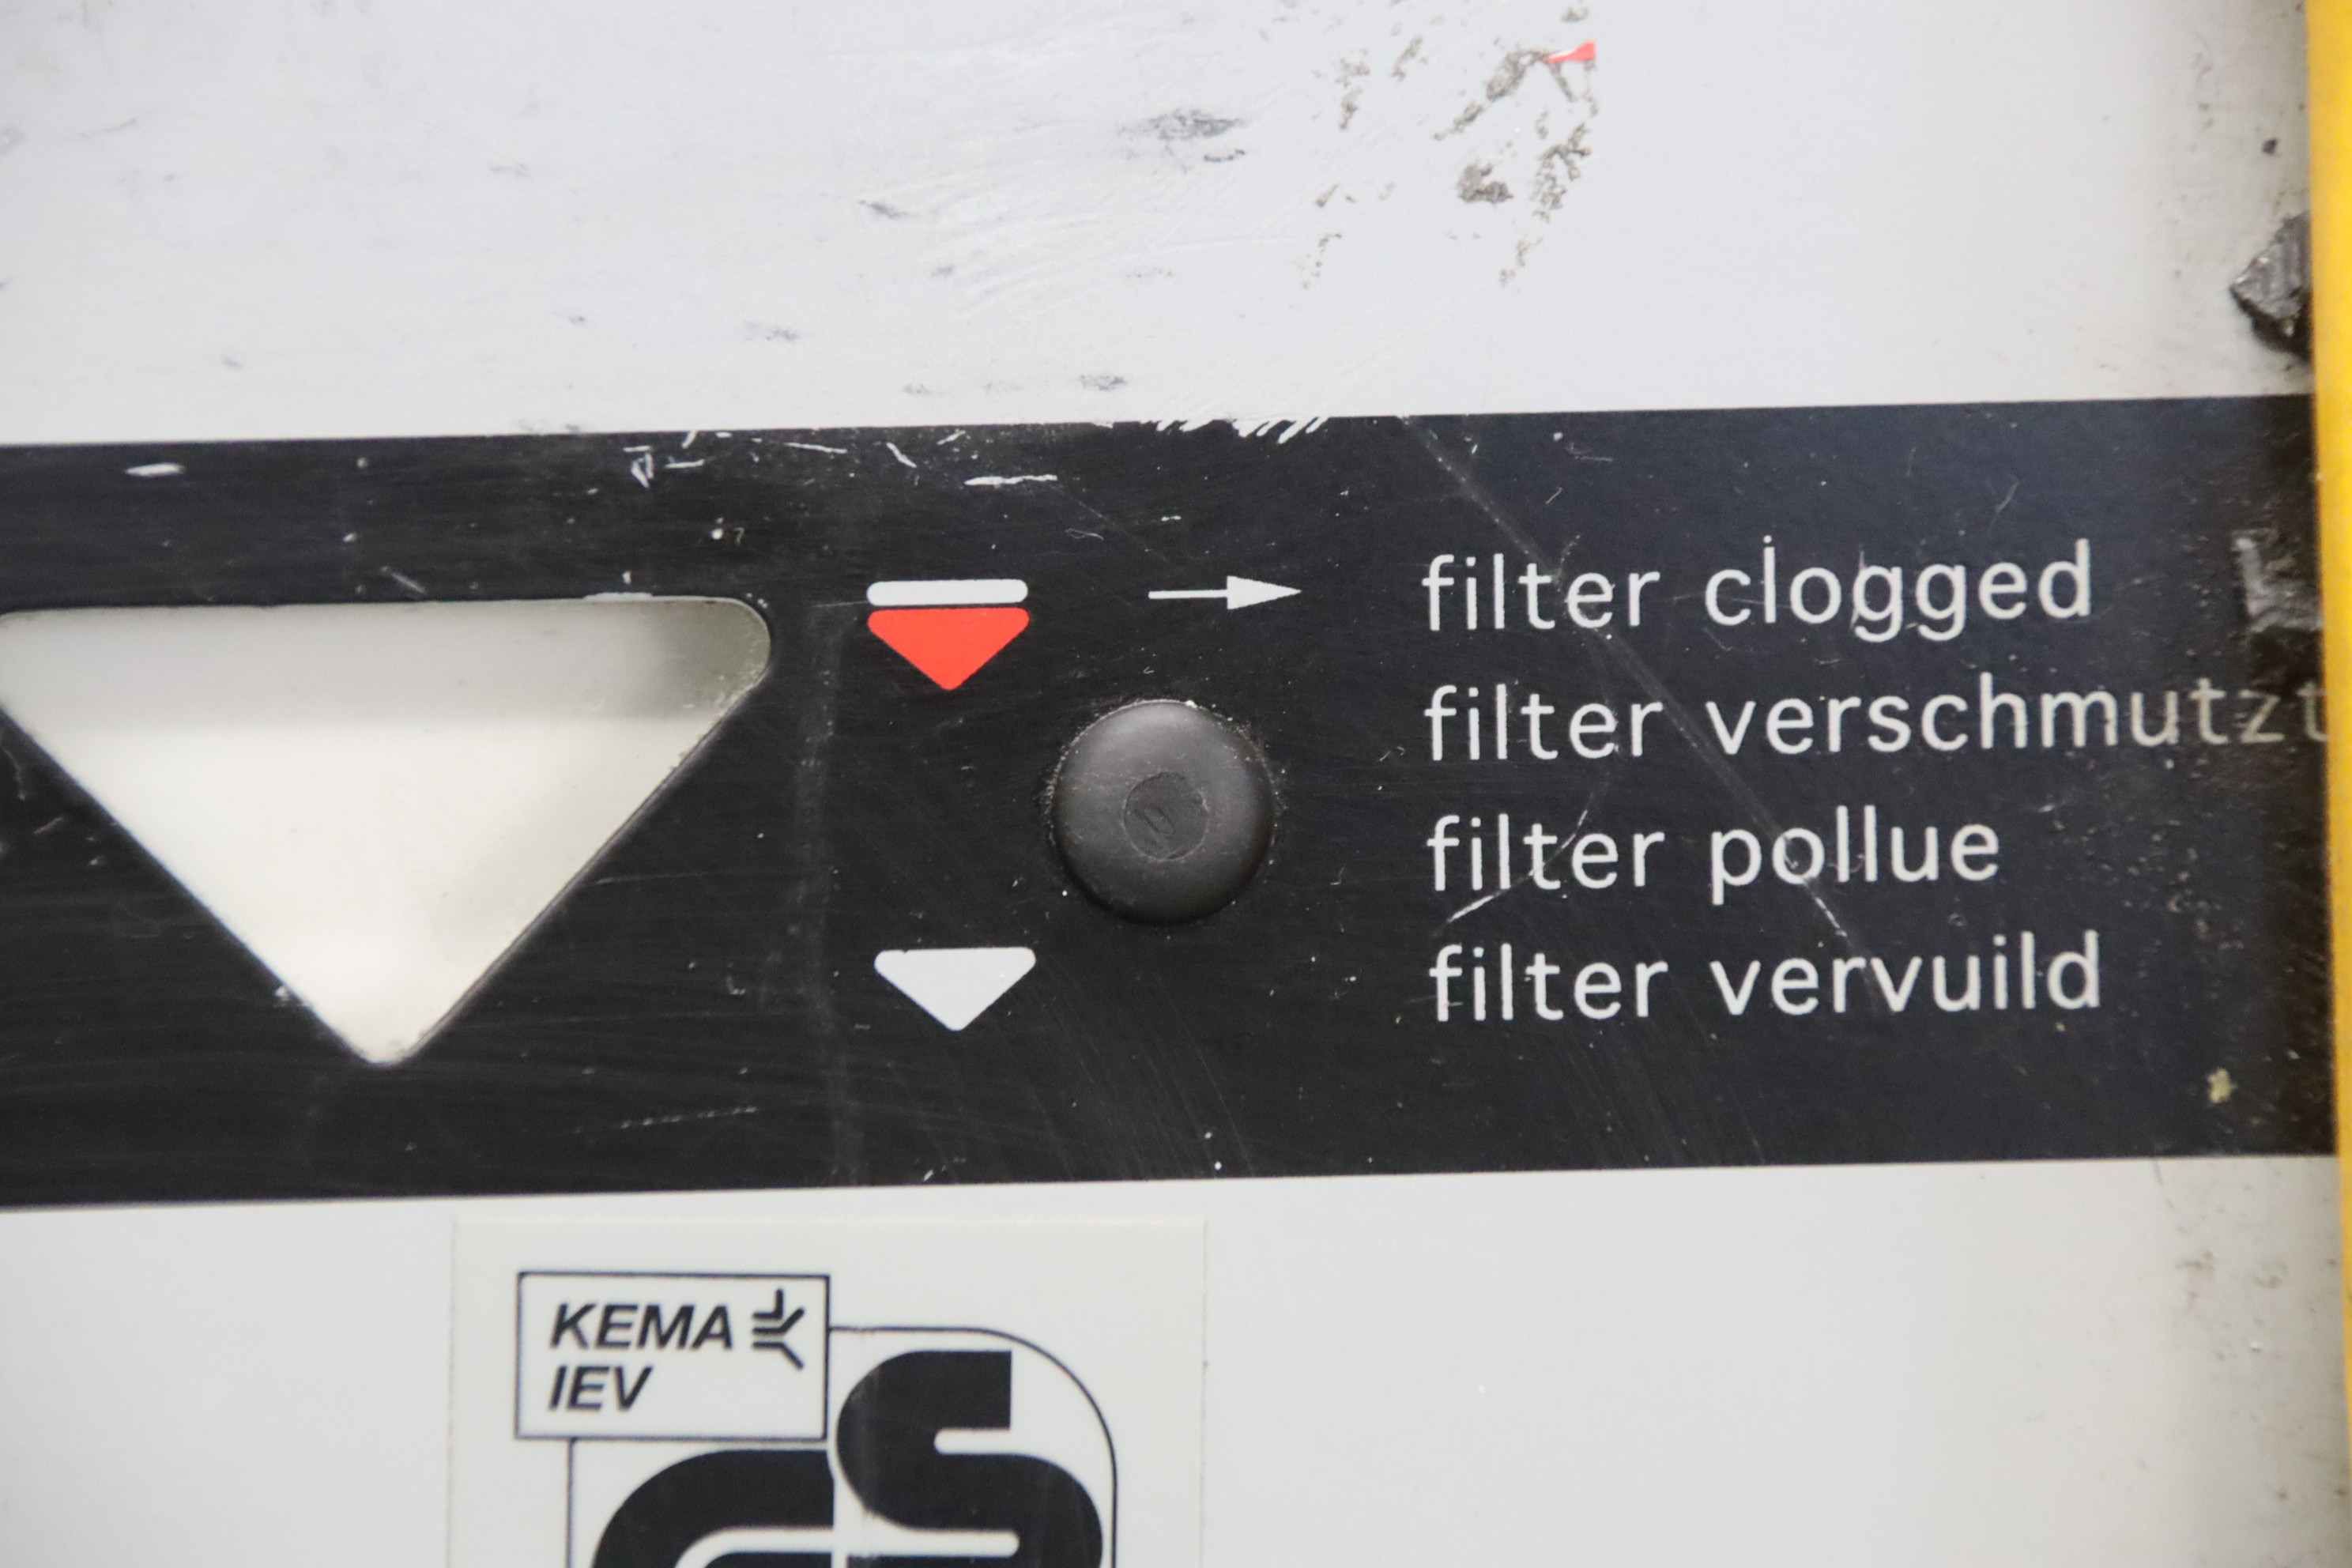 filter clogged
filter verschmutzt
filter pollue
filter vervuild
KEMA
IEV